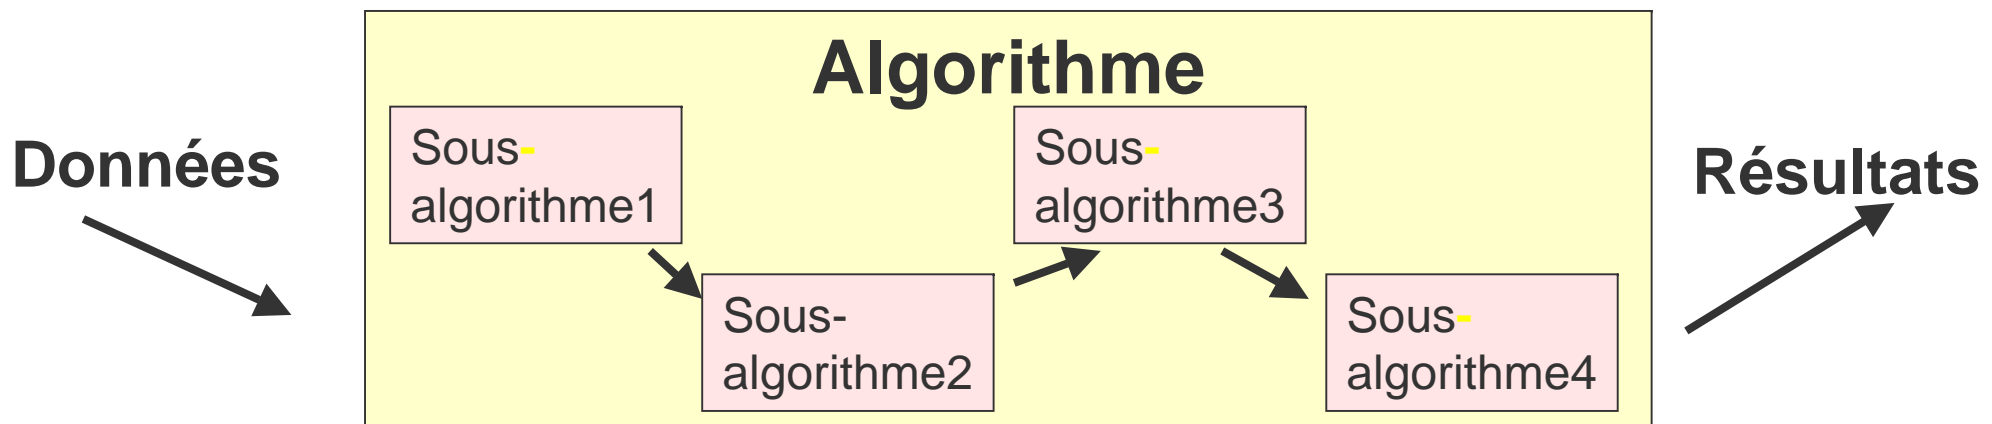 Algorithme
Données
Sous-
algorithme1
Sous-
algorithme2
Sous-
algorithme3
Sous-
algorithme4
Résultats